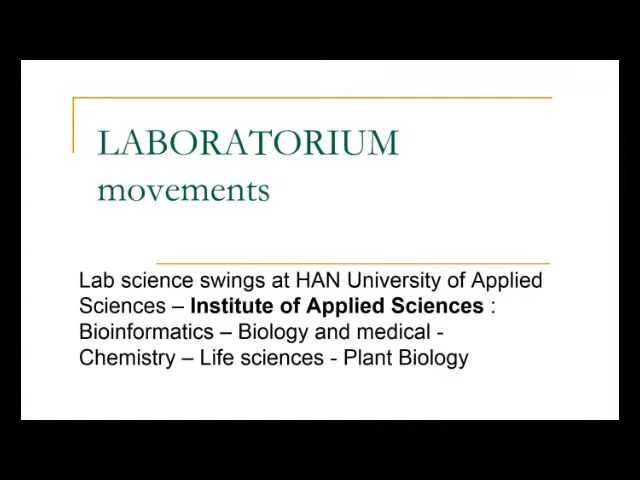 LABORATORIUM
movements
Lab science swings at HAN University of Applied
Sciences – Institute of Applied Sciences :
Bioinformatics – Biology and medical -
Chemistry – Life sciences - Plant Biology